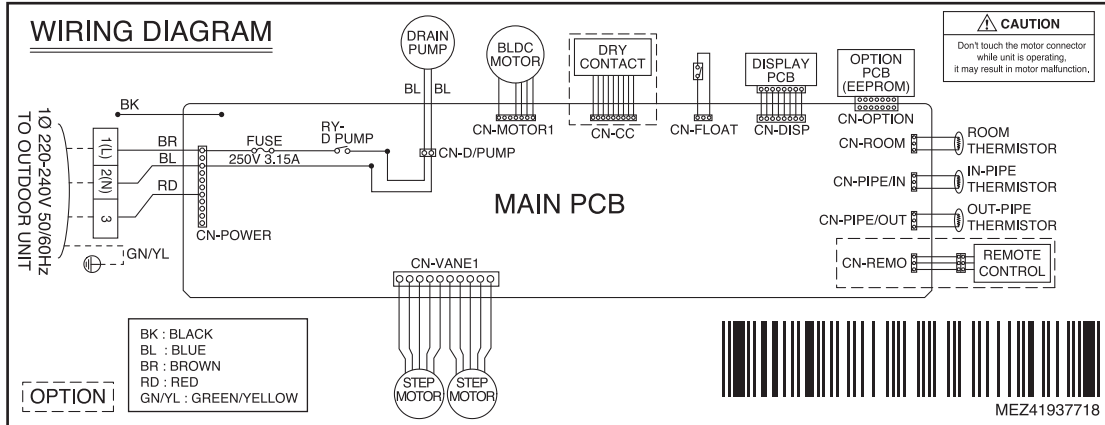 WIRING DIAGRAM
DRAIN
PUMP
BL BL
BLDC
MOTOR
CN-MOTOR1
DRY
CONTACT
CN-CC
CN-FLOAT
DISPLAY
PCB
CN-DISP
OPTION
PCB
(EEPROM)
CN-OPTION
CAUTION
Don't touch the motor connector
while unit is operating,
it may result in motor malfunction.
BK
1Ø 220-240V 50/60Hz
TO OUTDOOR UNIT
1(L)
2(N)
3
BR
BL
RD
GN/YL
CN-POWER
FUSE
250V 3.15A
RY-
D PUMP
CN-D/PUMP
MAIN PCB
CN-ROOM
ROOM
THERMISTOR
CN-PIPE/IN
IN-PIPE
THERMISTOR
CN-PIPE/OUT
OUT-PIPE
THERMISTOR
CN-REMO
REMOTE
CONTROL
CN-VANE1
STEP
MOTOR
STEP
MOTOR
OPTION
BK : BLACK
BL : BLUE
BR : BROWN
RD : RED
GN/YL : GREEN/YELLOW
MEZ41937718